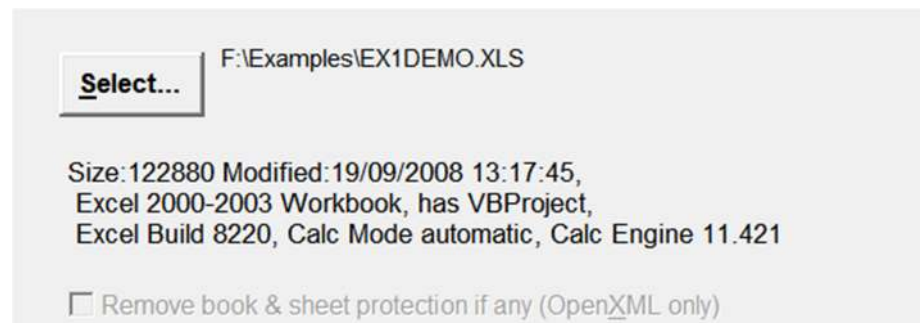 F:\Examples\EX1DEMO.XLS
Select...
Size:122880 Modified:19/09/2008 13:17:45,
Excel 2000-2003 Workbook, has VBProject,
Excel Build 8220, Calc Mode automatic, Calc Engine 11.421
Remove book & sheet protection if any (OpenXML only)